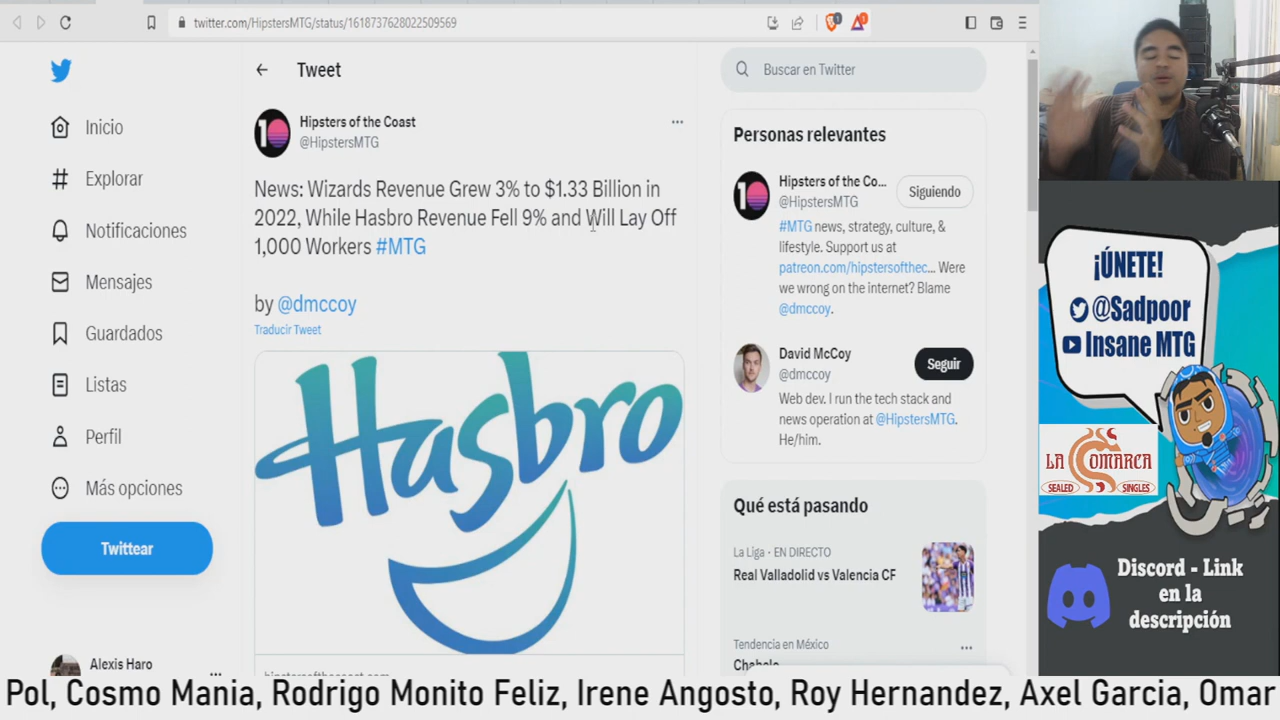 twitter.com/HipstersMTG/status/1618737628022509569
1
1
Inicio
Explorar
Notificaciones
Mensajes
Guardados
Listas
Perfil
Más opciones
Twittear
Alexis Haro
Tweet
10
Hipsters of the Coast
@HipstersMTG
News: Wizards Revenue Grew 3% to $1.33 Billion in
2022, While Hasbro Revenue Fell 9% and Will Lay Off
1,000 Workers #MTG
by @dmccoy
Traducir Tweet
Hasbro
Buscar en Twitter
Personas relevantes
10
Hipsters of the Co...
@HipstersMTG
Siguiendo
#MTG news, strategy, culture, &
lifestyle. Support us at
patreon.com/hipstersofthec... Were
we wrong on the internet? Blame
@dmccoy.
David McCoy
@dmccoy
Seguir
Web dev. I run the tech stack and
news operation at @HipstersMTG.
He/him.
Qué está pasando
La Liga · EN DIRECTO
Real Valladolid vs Valencia CF
Tendencia en México
¡ÚNETE!
@Sadpoor
Insane MTG
LA COMARCA
SEALED SINGLES
Discord - Link
en la
descripción
Pol, Cosmo Mania, Rodrigo Monito Feliz, Irene Angosto, Roy Hernandez, Axel Garcia, Omar